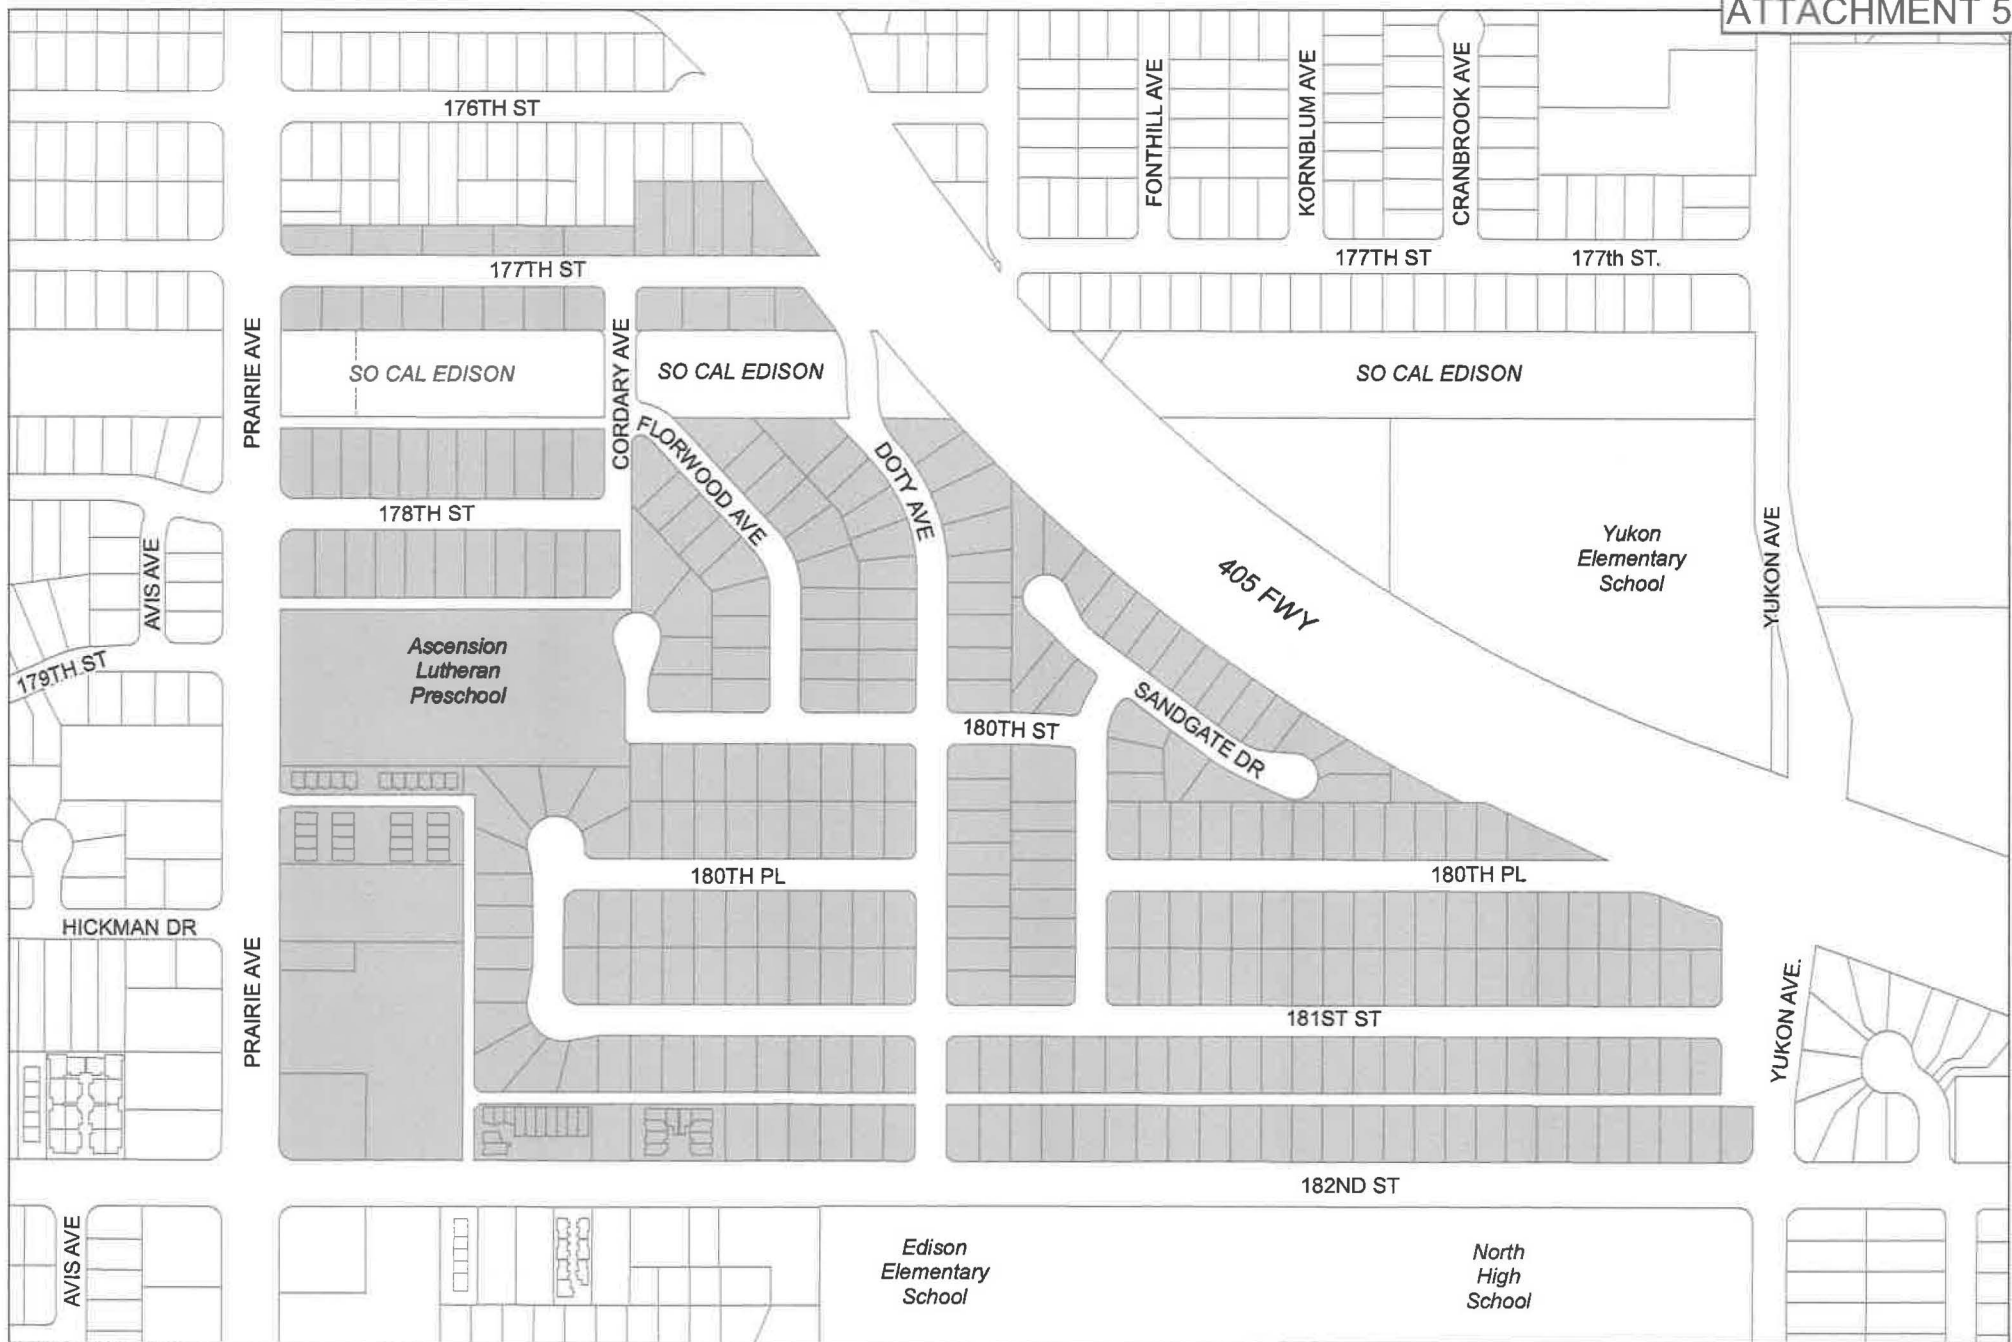 ATTACHMENT 5
176TH ST
FONTHILL AVE
KORNBLUM AVE
CRANBROOK AVE
177TH ST
177TH ST
177th ST.
PRAIRIE AVE
SO CAL EDISON
CORDARY AVE
SO CAL EDISON
SO CAL EDISON
FLORWOOD AVE
DOTY AVE
178TH ST
AVIS AVE
405 FWY
Yukon
Elementary
School
YUKON AVE
179TH ST
Ascension
Lutheran
Preschool
180TH ST
SANDGATE DR
180TH PL
180TH PL
HICKMAN DR
PRAIRIE AVE
181ST ST
YUKON AVE.
182ND ST
AVIS AVE
Edison
Elementary
School
North
High
School